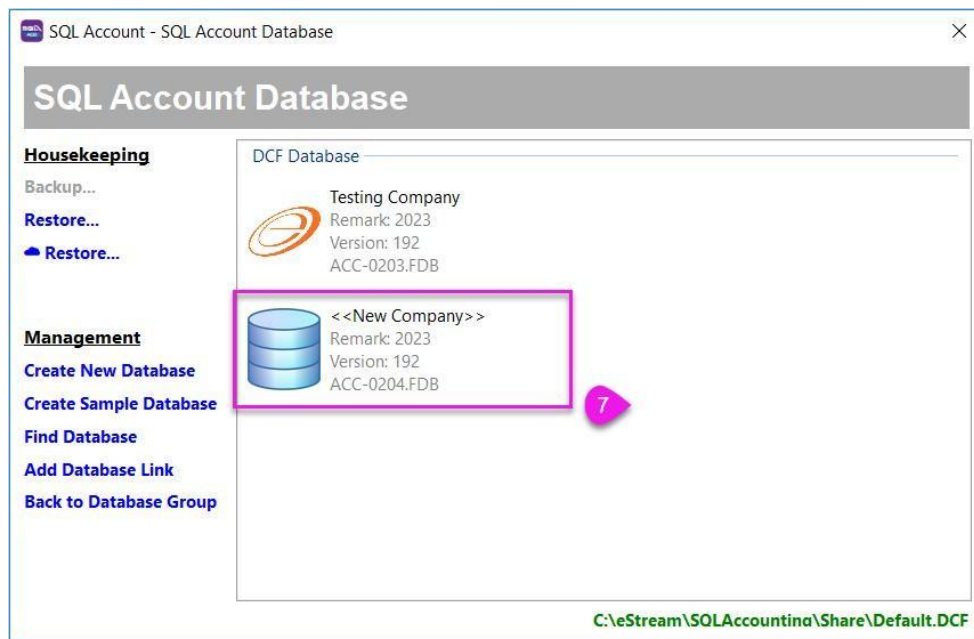 SQL Account - SQL Account Database
SQL Account Database
Housekeeping
Backup...
Restore...
Restore...
Management
Create New Database
Create Sample Database
Find Database
Add Database Link
Back to Database Group
DCF Database
Testing Company
Remark: 2023
Version: 192
ACC-0203.FDB
<<New Company>>
Remark: 2023
Version: 192
ACC-0204.FDB
7
C:\eStream\SQLAccounting\Share\Default.DCF